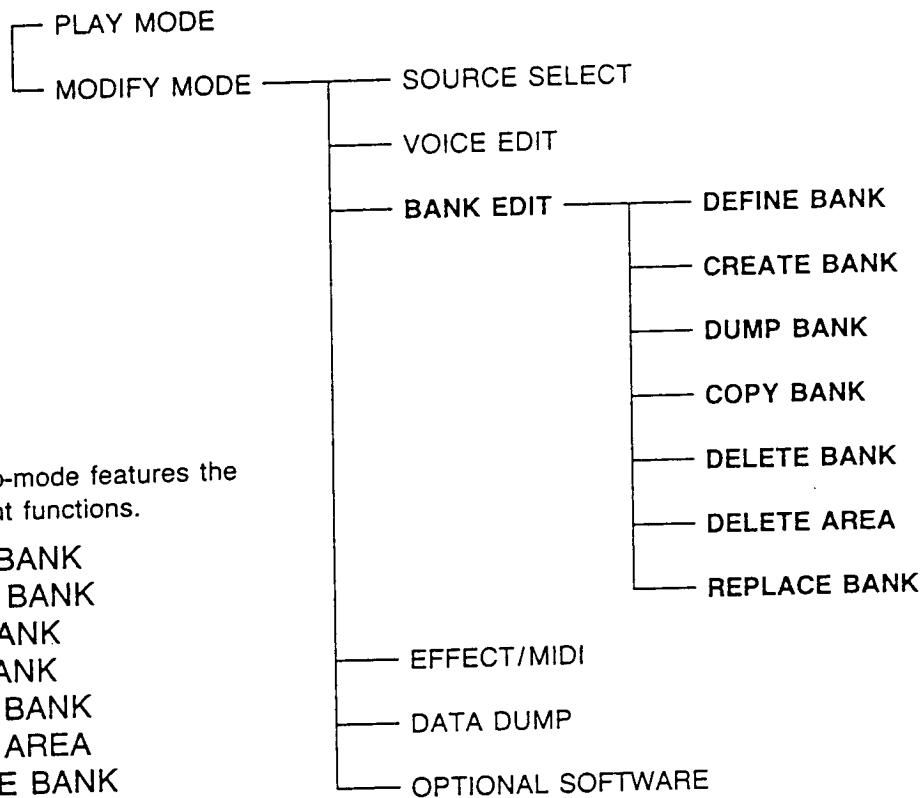 PLAY MODE
MODIFY MODE
SOURCE SELECT
VOICE EDIT
BANK EDIT
DEFINE BANK
CREATE BANK
DUMP BANK
COPY BANK
DELETE BANK
DELETE AREA
REPLACE BANK
EFFECT/MIDI
DATA DUMP
OPTIONAL SOFTWARE
-mode features the
functions.
BANK
BANK
BANK
AREA
BANK